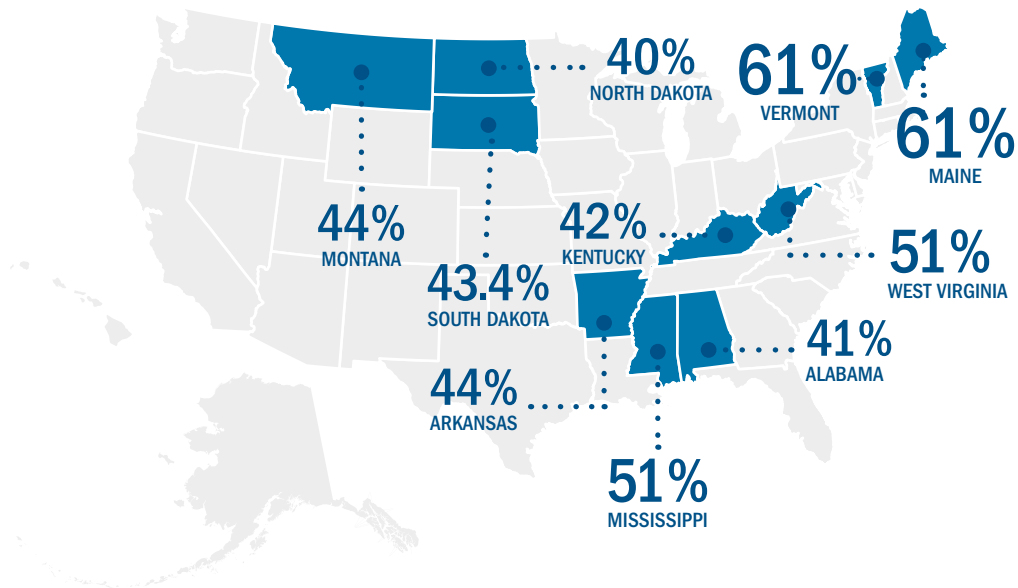 40%
NORTH DAKOTA
61%
VERMONT
61%
MAINE
44%
MONTANA
42%
KENTUCKY
51%
WEST VIRGINIA
43.4%
SOUTH DAKOTA
41%
ALABAMA
44%
ARKANSAS
51%
MISSISSIPPI